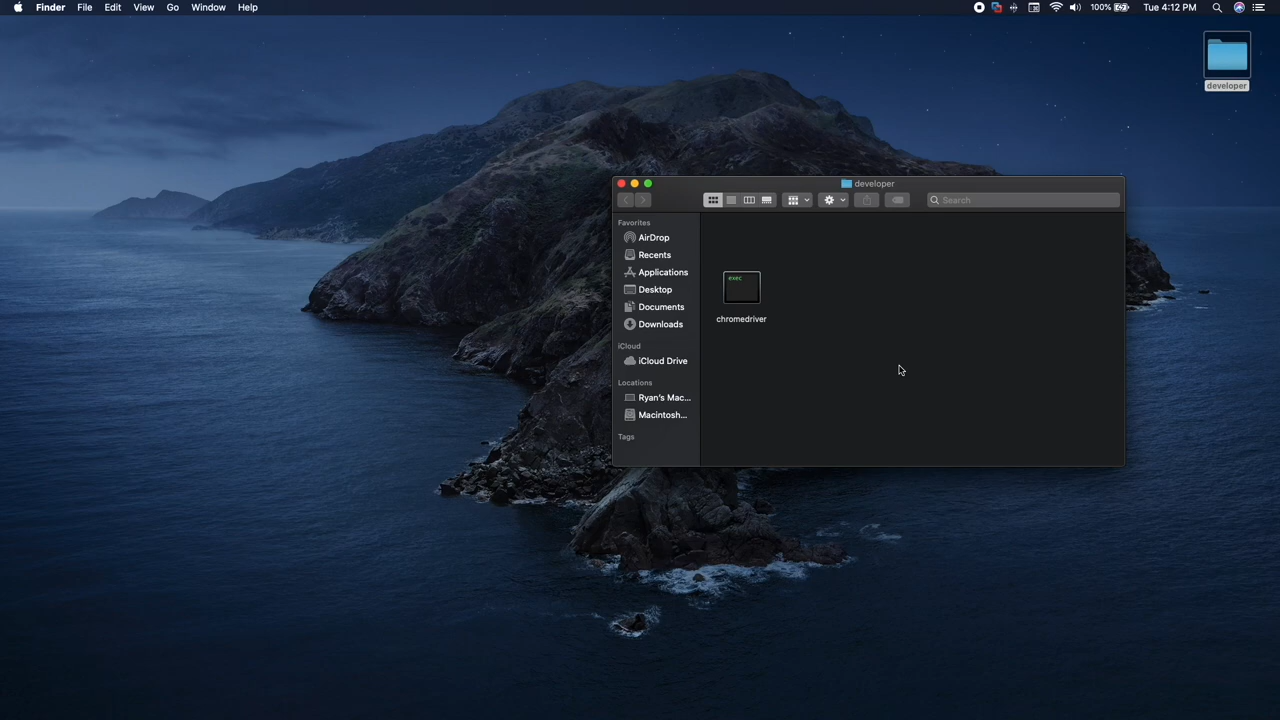 Finder File Edit View Go Window Help 100% Tue 4:12 PM
developer
developer
Search
Favorites
AirDrop
Recents
Applications
Desktop
Documents
Downloads
iCloud
iCloud Drive
Locations
Ryan's Mac...
Macintosh...
Tags
exec
chromedriver